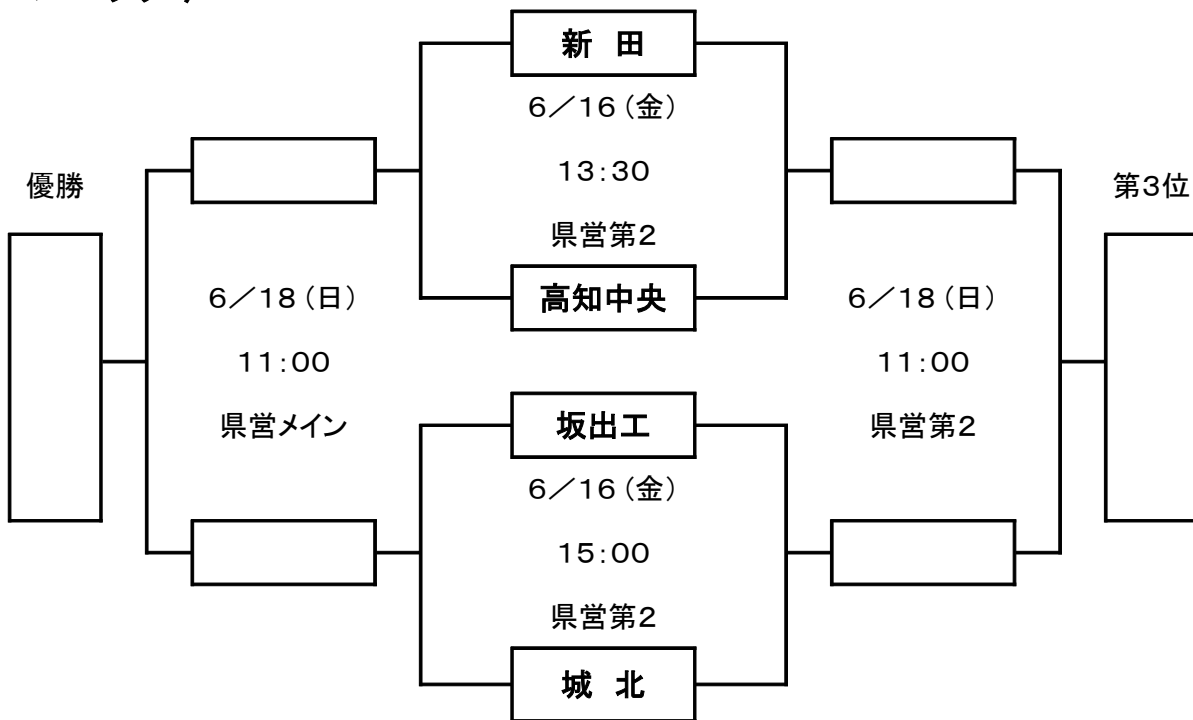 新 田
6/16(金)
13:30
県営第2
高知中央
優勝
6/18(日)
11:00
県営メイン
第3位
6/18(日)
11:00
県営第2
坂出工
6/16(金)
15:00
県営第2
城 北